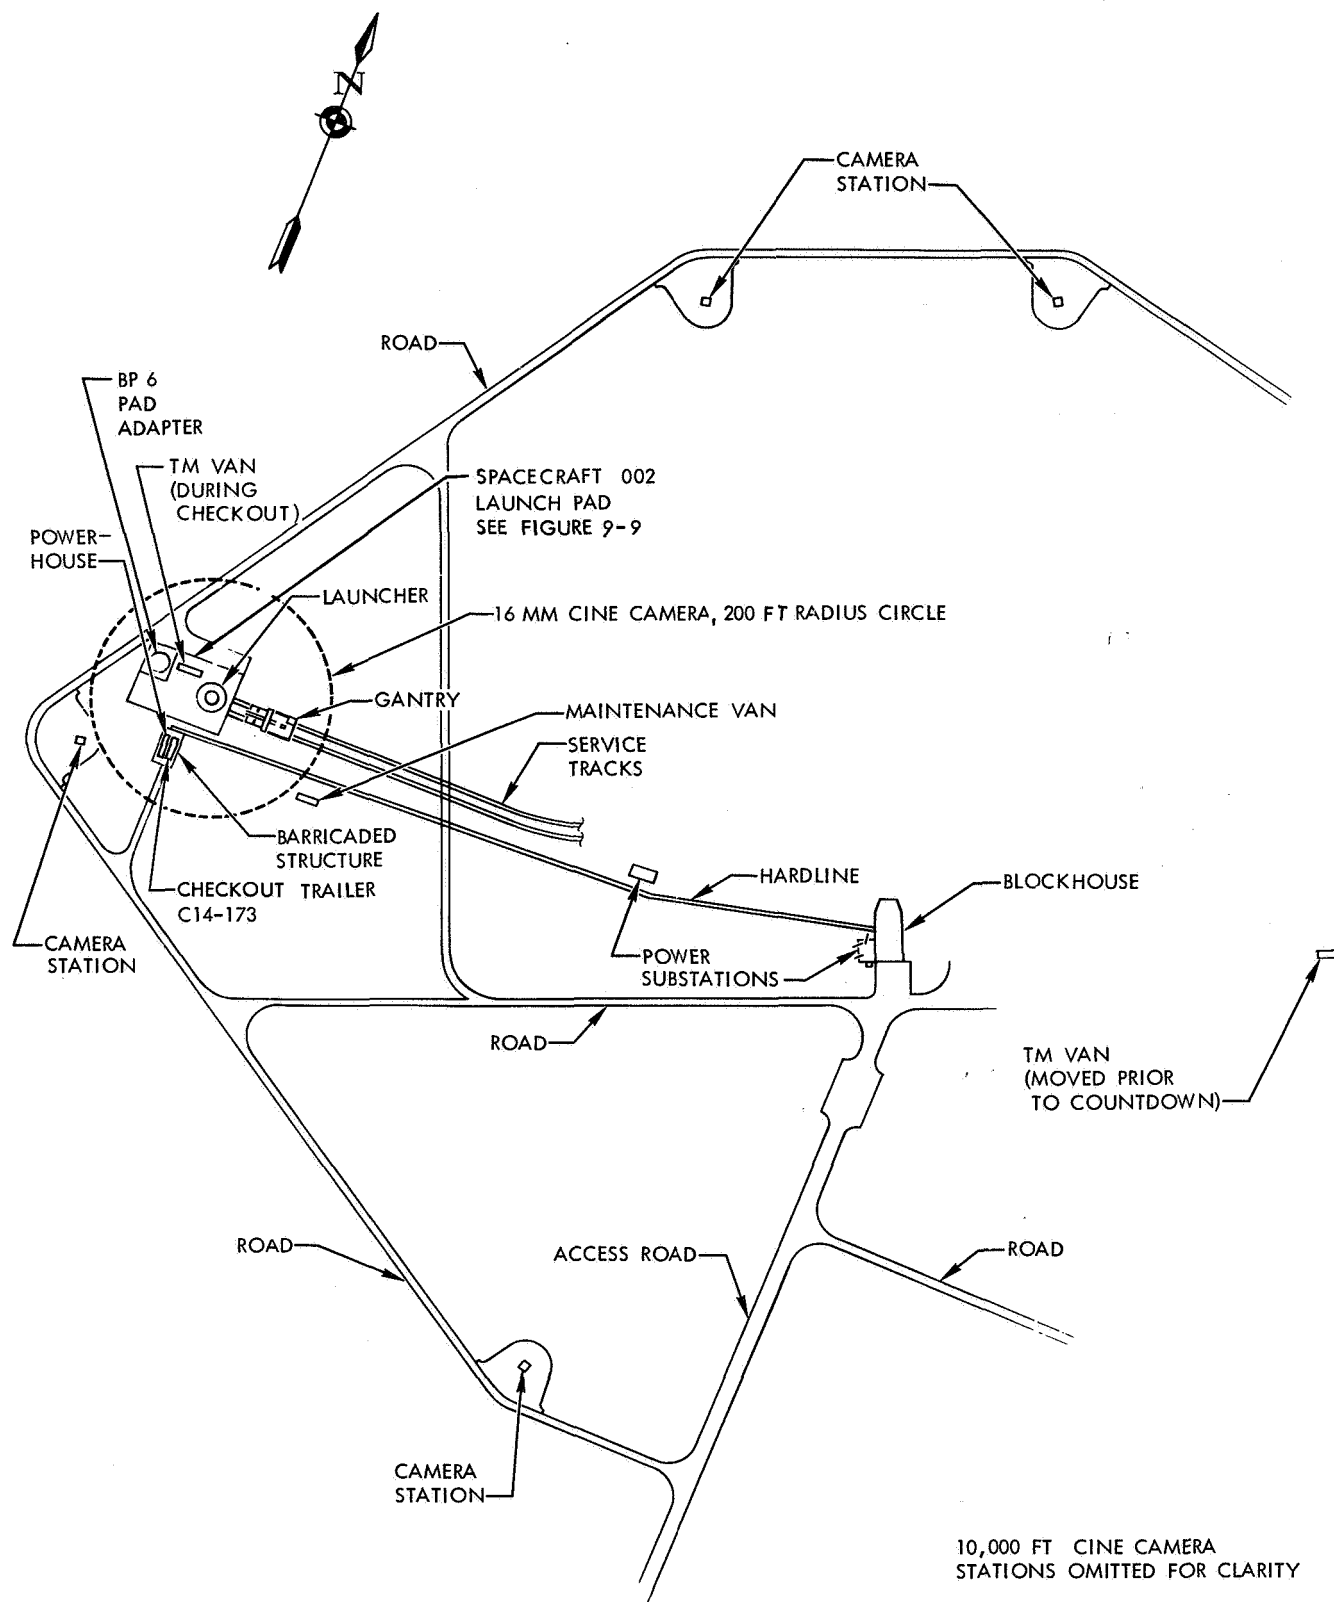 N
CAMERA
STATION
ROAD
BP 6
PAD
ADAPTER
TM VAN
(DURING
CHECKOUT)
SPACECRAFT 002
LAUNCH PAD
SEE FIGURE 9-9
POWER-
HOUSE
LAUNCHER
16 MM CINE CAMERA, 200 FT RADIUS CIRCLE
GANTRY
MAINTENANCE VAN
SERVICE
TRACKS
BARRICADED
STRUCTURE
HARDLINE
BLOCKHOUSE
CHECKOUT TRAILER
C14-173
CAMERA
STATION
POWER
SUBSTATIONS
ROAD
TM VAN
(MOVED PRIOR
TO COUNTDOWN)
ROAD
ACCESS ROAD
ROAD
CAMERA
STATION
10,000 FT CINE CAMERA
STATIONS OMITTED FOR CLARITY